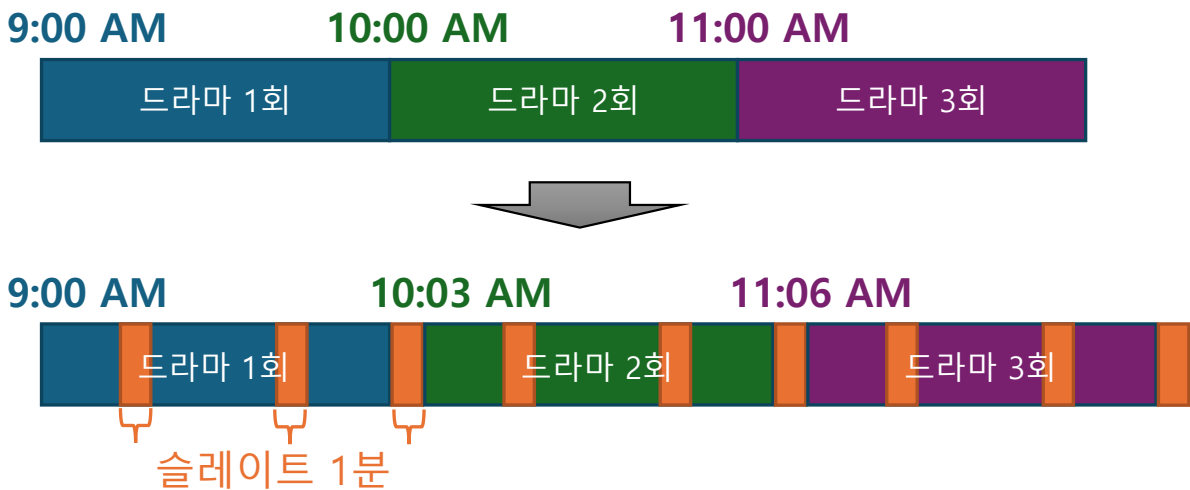 9:00 AM 10:00 AM 11:00 AM
드라마 1회 드라마 2회 드라마 3회
9:00 AM 10:03 AM 11:06 AM
드라마 1회 드라마 2회 드라마 3회
슬레이트 1분